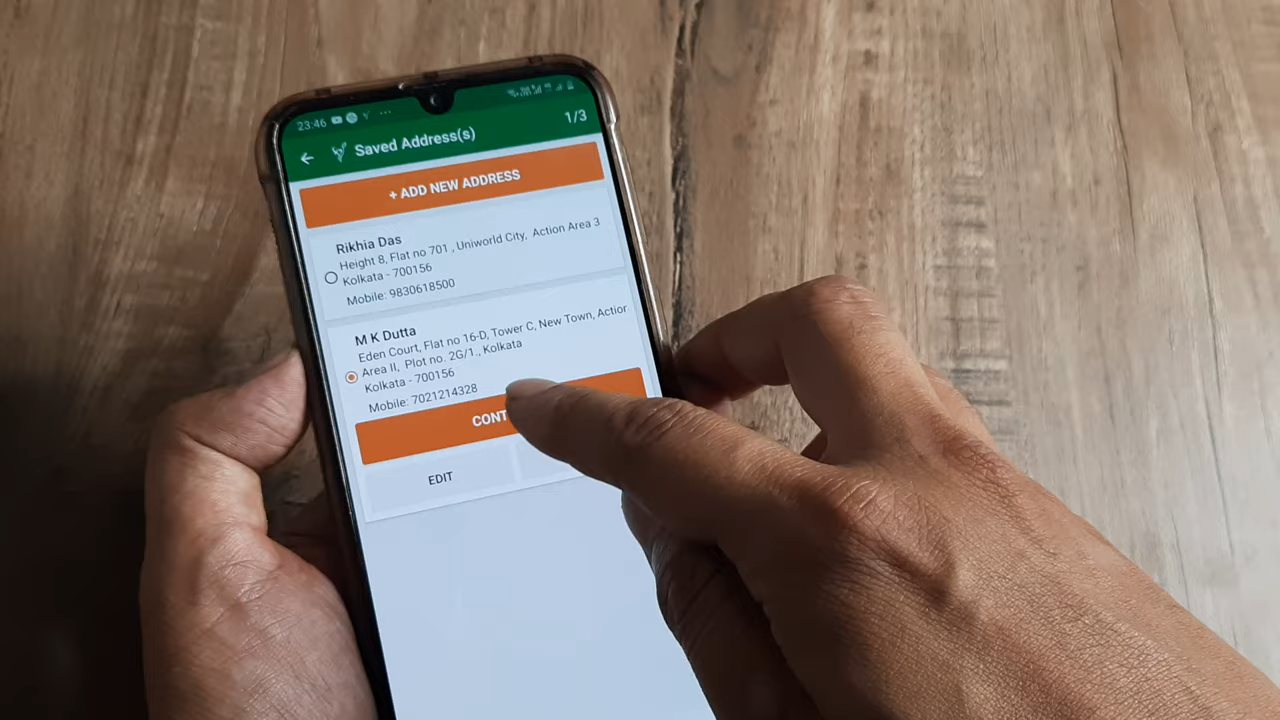 23:46
Saved Address(s)
1/3
+ ADD NEW ADDRESS
Rikhia Das
Height 8, Flat no 701 , Uniworld City, Action Area 3
Kolkata - 700156
Mobile: 9830618500
M K Dutta
Eden Court, Flat no 16-D, Tower C, New Town, Action
Area II, Plot no. 2G/1., Kolkata
Kolkata - 700156
Mobile: 7021214328
CONT
EDIT